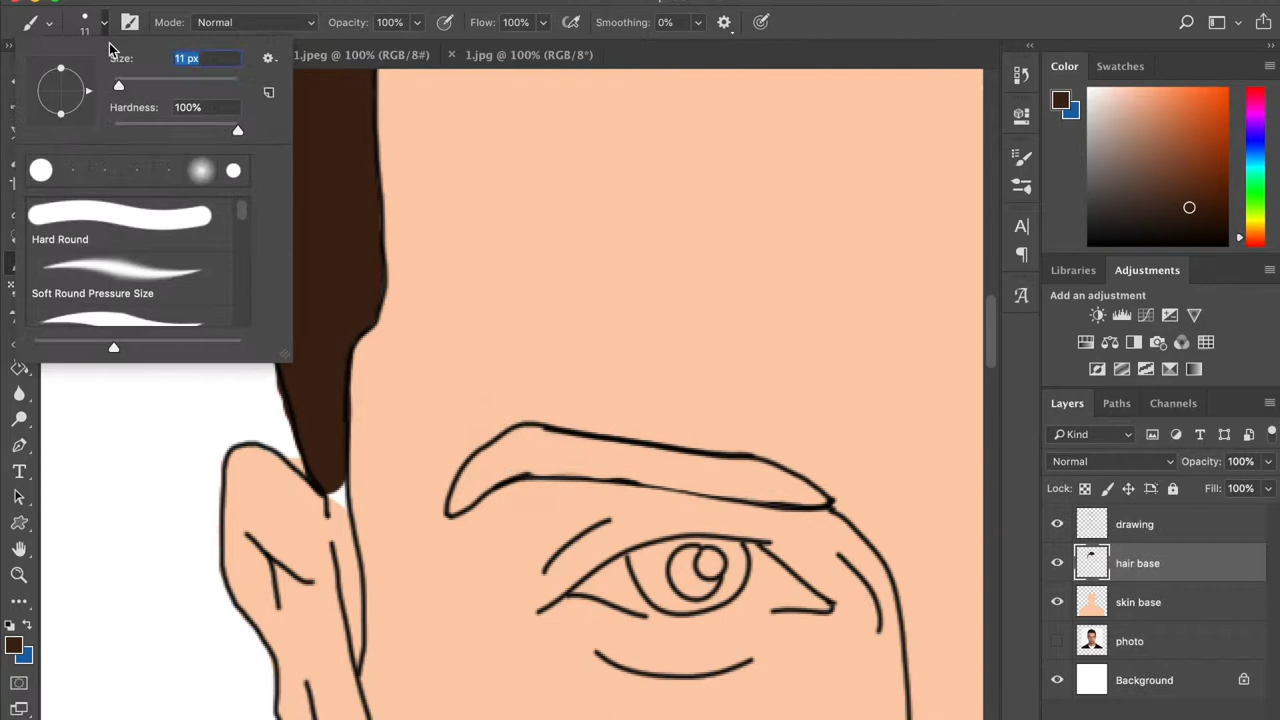 11
Mode: Normal Opacity: 100% Flow: 100% Smoothing: 0%
1.jpeg @ 100% (RGB/8#) × 1.jpg @ 100% (RGB/8*)
Size: 11 px
Hardness: 100%
Hard Round
Soft Round Pressure Size
Color Swatches
Libraries Adjustments
Add an adjustment
Layers Paths Channels
Kind
Normal Opacity: 100%
Lock: Fill: 100%
drawing
hair base
skin base
photo
Background